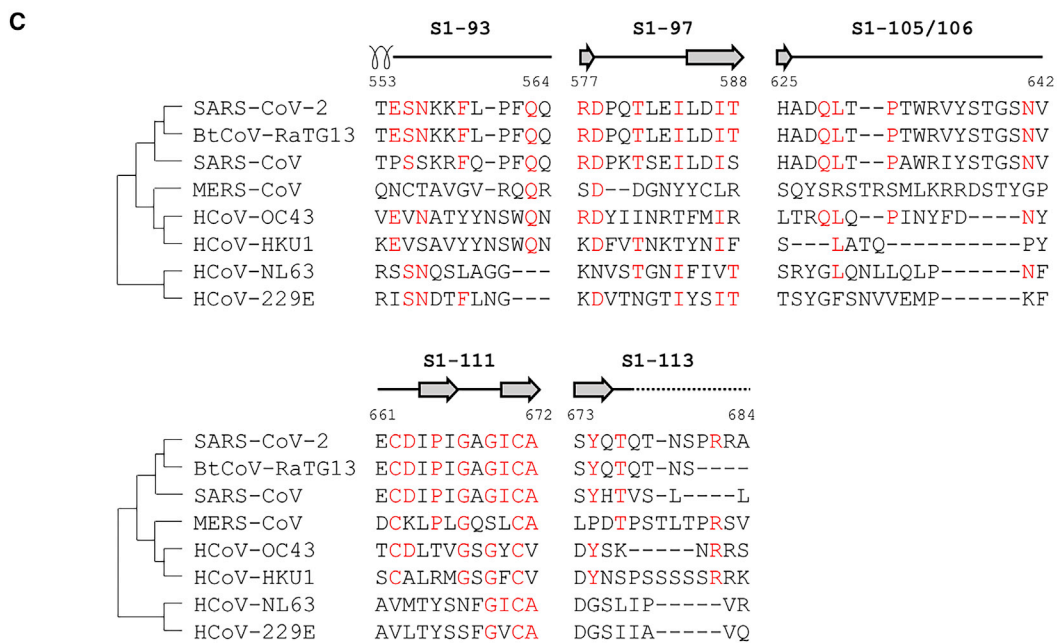 C
S1-93 S1-97 S1-105/106
553 564 577 588 625 642
SARS-CoV-2 TESNKKFL-PFQQ RDPQTLEILDIT HADQLT--PTWRVYSTGSNV
BtCoV-RaTG13 TESNKKFL-PFQQ RDPQTLEILDIT HADQLT--PTWRVYSTGSNV
SARS-CoV TPSSKRFQ-PFQQ RDPKTSEILDIS HADQLT--PAWRIYSTGSNV
MERS-CoV QNCTAVGV-RQQR SD--DGNYYCLR SQYSRSTRSMLKRRDSTYGP
HCoV-OC43 VEVNATYYNSWQN RDYIINRTFMIR LTRQLQ--PINYFD----NY
HCoV-HKU1 KEVSAVYYNSWQN KDFVTNKTYNIF S---LATQ----------PY
HCoV-NL63 RSSNQSLAGG--- KNVSTGNIFIVT SRYGLQNLLQLP------NF
HCoV-229E RISNDTFLNG--- KDVTNGTIYSIT TSYGFSNVVEMP------KF
S1-111 S1-113
661 672 673 684
SARS-CoV-2 ECDIPIGAGICA SYQTQT-NSPRRA
BtCoV-RaTG13 ECDIPIGAGICA SYQTQT-NS----
SARS-CoV ECDIPIGAGICA SYHTVS-L----L
MERS-CoV DCKLPLGQSLCA LPDTPSTLTPRSV
HCoV-OC43 TCDLTVGSGYCV DYSK-----NRRS
HCoV-HKU1 SCALRMGSGFCV DYNSPSSSSSRRK
HCoV-NL63 AVMTYSNFGICA DGSLIP-----VR
HCoV-229E AVLTYSSFGVCA DGSIIA-----VQ